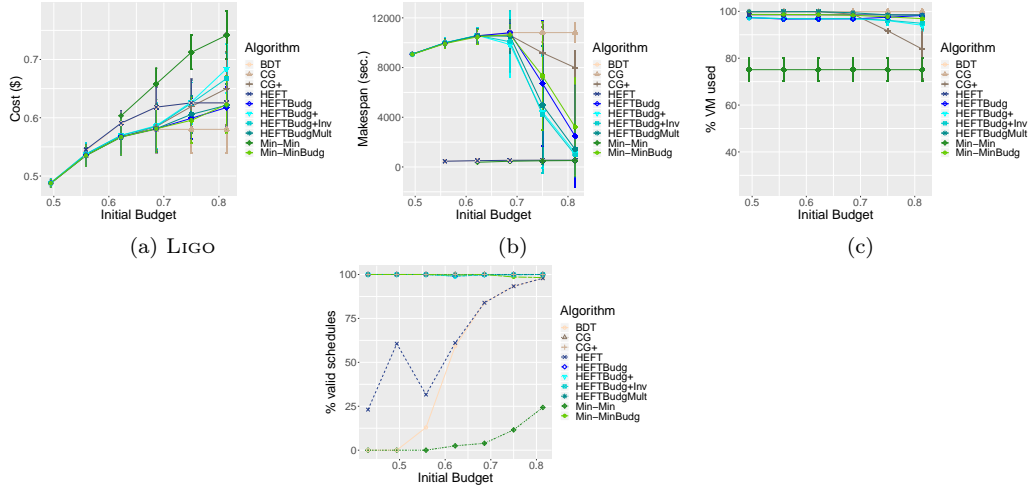 Cost ($)
0.7
0.6
0.5
0.5 0.6 0.7 0.8
Initial Budget
Algorithm
BDT
CG
CG+
HEFT
HEFTBudg
HEFTBudg+
HEFTBudg+Inv
HEFTBudgMult
Min−Min
Min−MinBudg
(a) LIGO
Makespan (sec.)
12000
8000
4000
0
0.5 0.6 0.7 0.8
Initial Budget
Algorithm
BDT
CG
CG+
HEFT
HEFTBudg
HEFTBudg+
HEFTBudg+Inv
HEFTBudgMult
Min−Min
Min−MinBudg
(b)
% VM used
100
80
60
40
0.5 0.6 0.7 0.8
Initial Budget
Algorithm
BDT
CG
CG+
HEFT
HEFTBudg
HEFTBudg+
HEFTBudg+Inv
HEFTBudgMult
Min−Min
Min−MinBudg
(c)
% valid schedules
100
75
50
25
0
0.5 0.6 0.7 0.8
Initial Budget
Algorithm
BDT
CG
CG+
HEFT
HEFTBudg
HEFTBudg+
HEFTBudg+Inv
HEFTBudgMult
Min−Min
Min−MinBudg